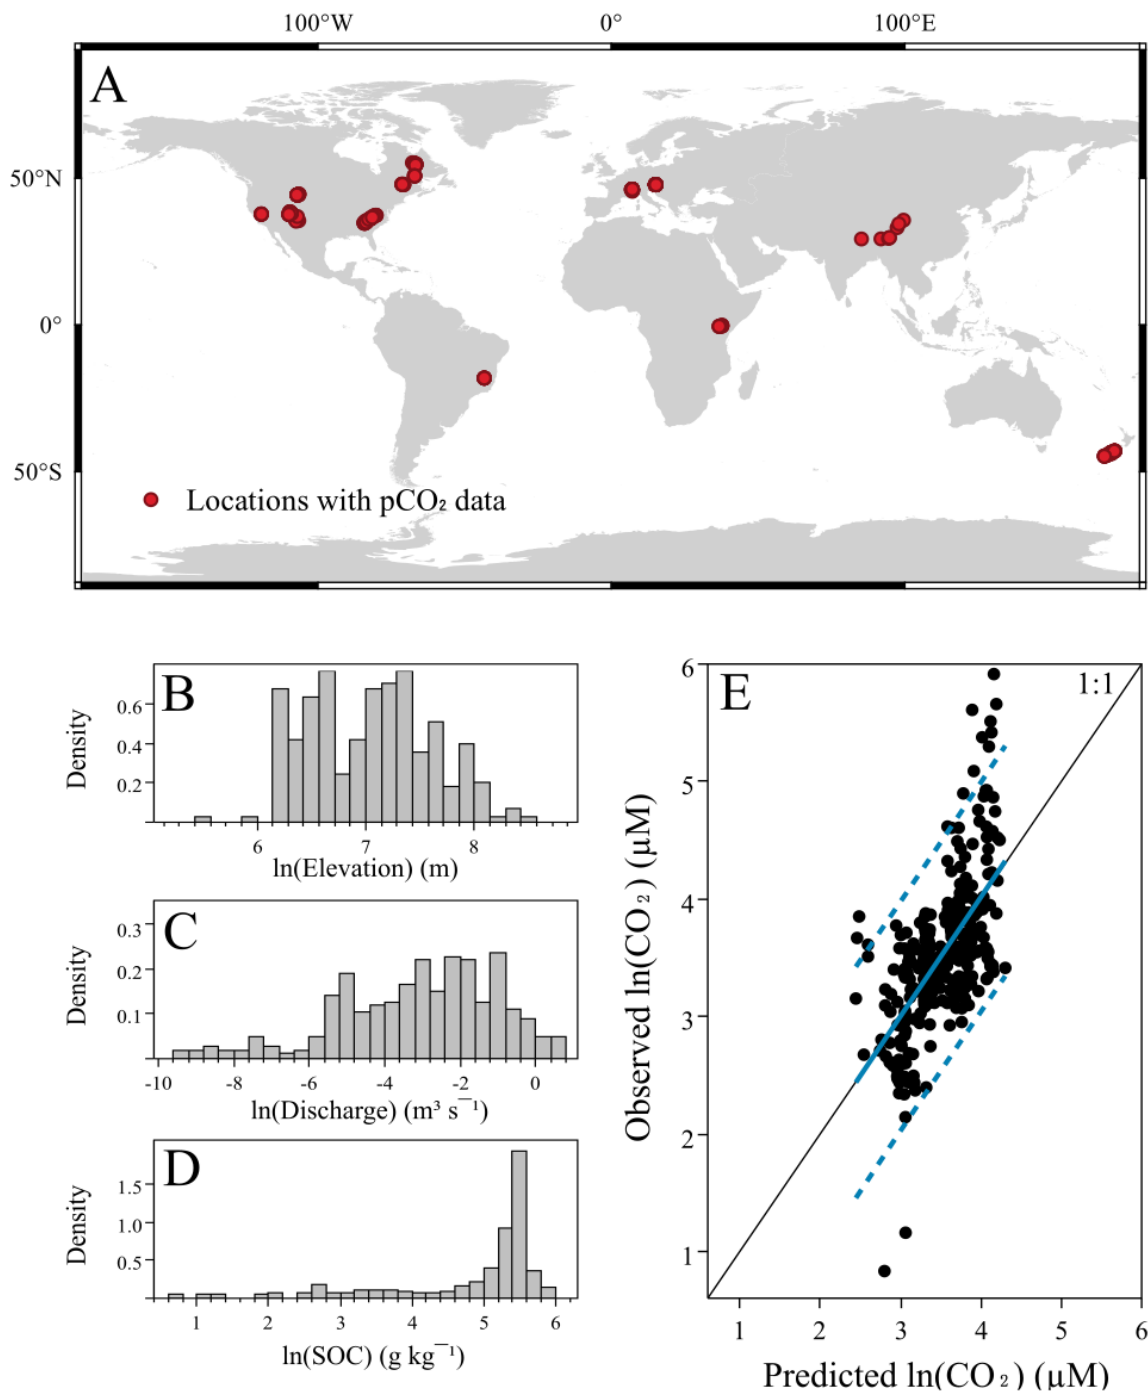 100°W 0° 100°E
A
50°N
0°
50°S
Locations with pCO₂ data
B
Density
0.6
0.4
0.2
6 7 8
ln(Elevation) (m)
C
Density
0.3
0.2
0.1
-10 -8 -6 -4 -2 0
ln(Discharge) (m³ s⁻¹)
D
Density
1.5
1.0
0.5
1 2 3 4 5 6
ln(SOC) (g kg⁻¹)
E
1:1
Observed ln(CO₂) (μM)
6
5
4
3
2
1
1 2 3 4 5 6
Predicted ln(CO₂) (μM)